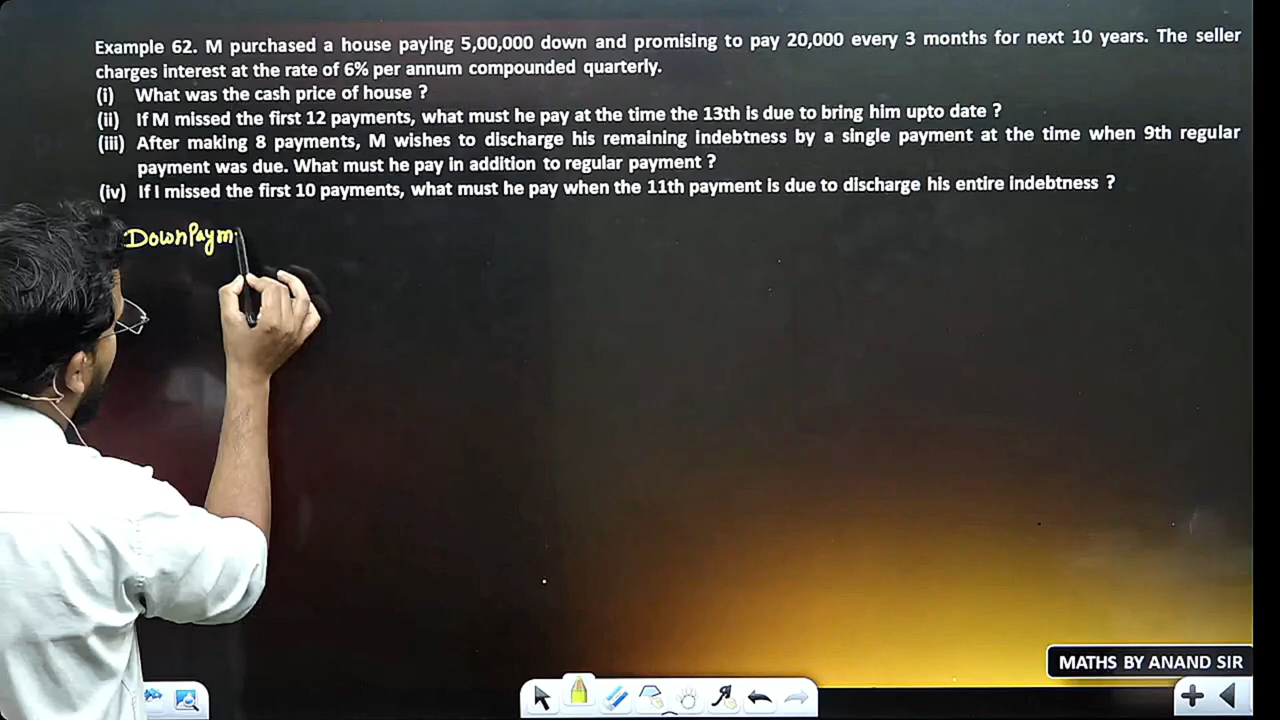 Example 62. M purchased a house paying 5,00,000 down and promising to pay 20,000 every 3 months for next 10 years. The seller
charges interest at the rate of 6% per annum compounded quarterly.
(i) What was the cash price of house ?
(ii) If M missed the first 12 payments, what must he pay at the time the 13th is due to bring him upto date ?
(iii) After making 8 payments, M wishes to discharge his remaining indebtness by a single payment at the time when 9th regular
payment was due. What must he pay in addition to regular payment ?
(iv) If I missed the first 10 payments, what must he pay when the 11th payment is due to discharge his entire indebtness ?
DownPaym
MATHS BY ANAND SIR